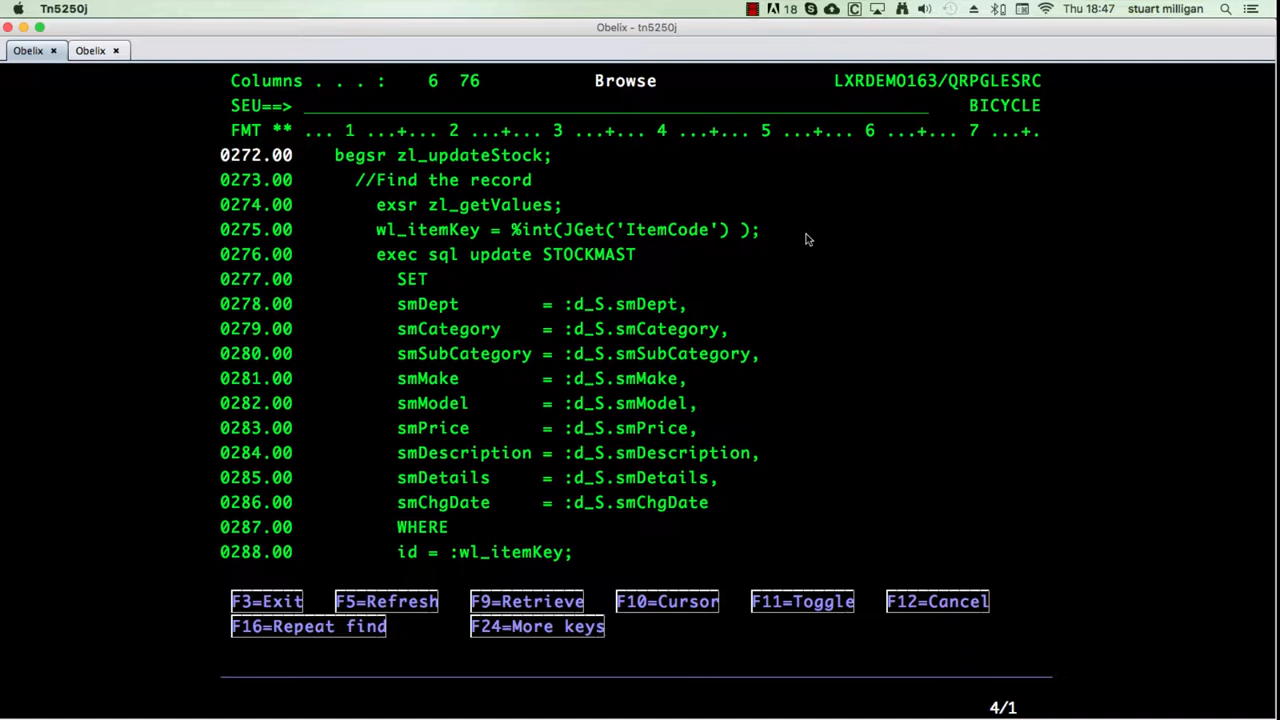 Tn5250j 18 Thu 18:47 stuart milligan
Obelix - tn5250j
Obelix × Obelix ×
Columns . . . : 6 76 Browse LXRDEMO163/QRPGLESRC
SEU==> BICYCLE
FMT ** ... 1 ...+... 2 ...+... 3 ...+... 4 ...+... 5 ...+... 6 ...+... 7 ...+.
0272.00 begsr zl_updateStock;
0273.00 //Find the record
0274.00 exsr zl_getValues;
0275.00 wl_itemKey = %int(JGet('ItemCode') );
0276.00 exec sql update STOCKMAST
0277.00 SET
0278.00 smDept = :d_S.smDept,
0279.00 smCategory = :d_S.smCategory,
0280.00 smSubCategory = :d_S.smSubCategory,
0281.00 smMake = :d_S.smMake,
0282.00 smModel = :d_S.smModel,
0283.00 smPrice = :d_S.smPrice,
0284.00 smDescription = :d_S.smDescription,
0285.00 smDetails = :d_S.smDetails,
0286.00 smChgDate = :d_S.smChgDate
0287.00 WHERE
0288.00 id = :wl_itemKey;
F3=Exit F5=Refresh F9=Retrieve F10=Cursor F11=Toggle F12=Cancel
F16=Repeat find F24=More keys
4/1